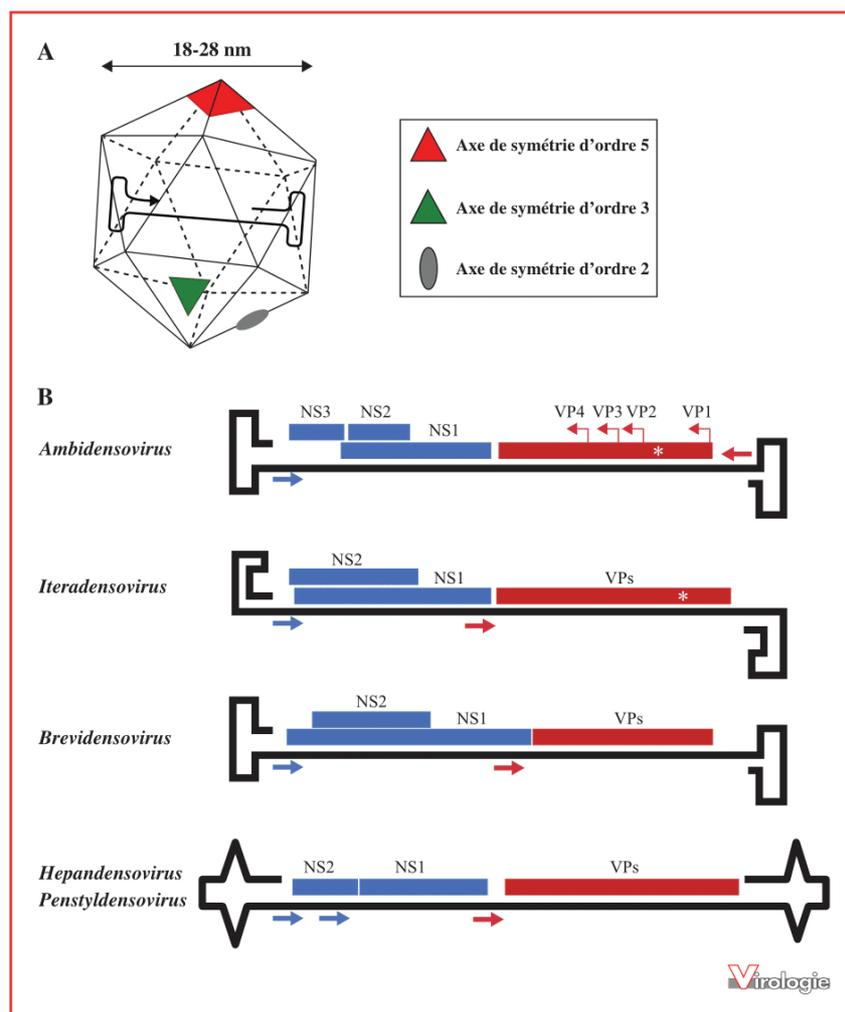 A
18-28 nm
Axe de symétrie d'ordre 5
Axe de symétrie d'ordre 3
Axe de symétrie d'ordre 2
B
Ambidensovirus
NS3 NS2 NS1 VP4 VP3 VP2 VP1
*
Iteradensovirus
NS2 NS1 VPs
*
Brevidensovirus
NS2 NS1 VPs
Hepandensovirus
Penstyldensovirus
NS2 NS1 VPs
Virologie